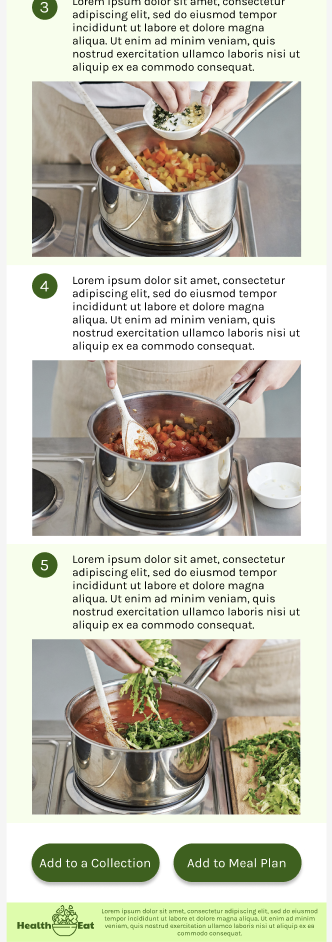 3
Lorem ipsum dolor sit amet, consectetur
adipiscing elit, sed do eiusmod tempor
incididunt ut labore et dolore magna
aliqua. Ut enim ad minim veniam, quis
nostrud exercitation ullamco laboris nisi ut
aliquip ex ea commodo consequat.
4
Lorem ipsum dolor sit amet, consectetur
adipiscing elit, sed do eiusmod tempor
incididunt ut labore et dolore magna
aliqua. Ut enim ad minim veniam, quis
nostrud exercitation ullamco laboris nisi ut
aliquip ex ea commodo consequat.
5
Lorem ipsum dolor sit amet, consectetur
adipiscing elit, sed do eiusmod tempor
incididunt ut labore et dolore magna
aliqua. Ut enim ad minim veniam, quis
nostrud exercitation ullamco laboris nisi ut
aliquip ex ea commodo consequat.
Add to a Collection
Add to Meal Plan
Health Eat
Lorem ipsum dolor sit amet, consectetur adipiscing elit, sed do eiusmod
tempor incididunt ut labore et dolore magna aliqua. Ut enim ad minim
veniam, quis nostrud exercitation ullamco laboris nisi ut aliquip ex ea
commodo consequat.